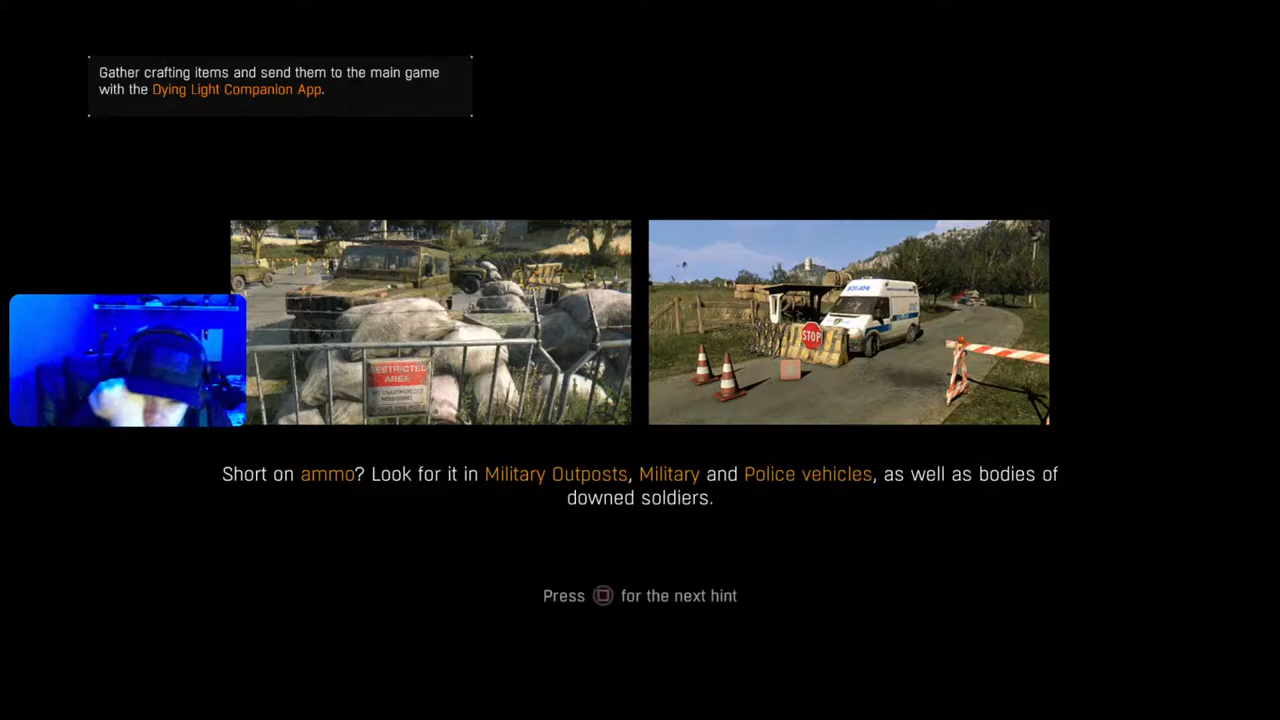 Gather crafting items and send them to the main game
with the Dying Light Companion App.
RESTRICTED
AREA
STOP
Short on ammo? Look for it in Military Outposts, Military and Police vehicles, as well as bodies of
downed soldiers.
Press for the next hint